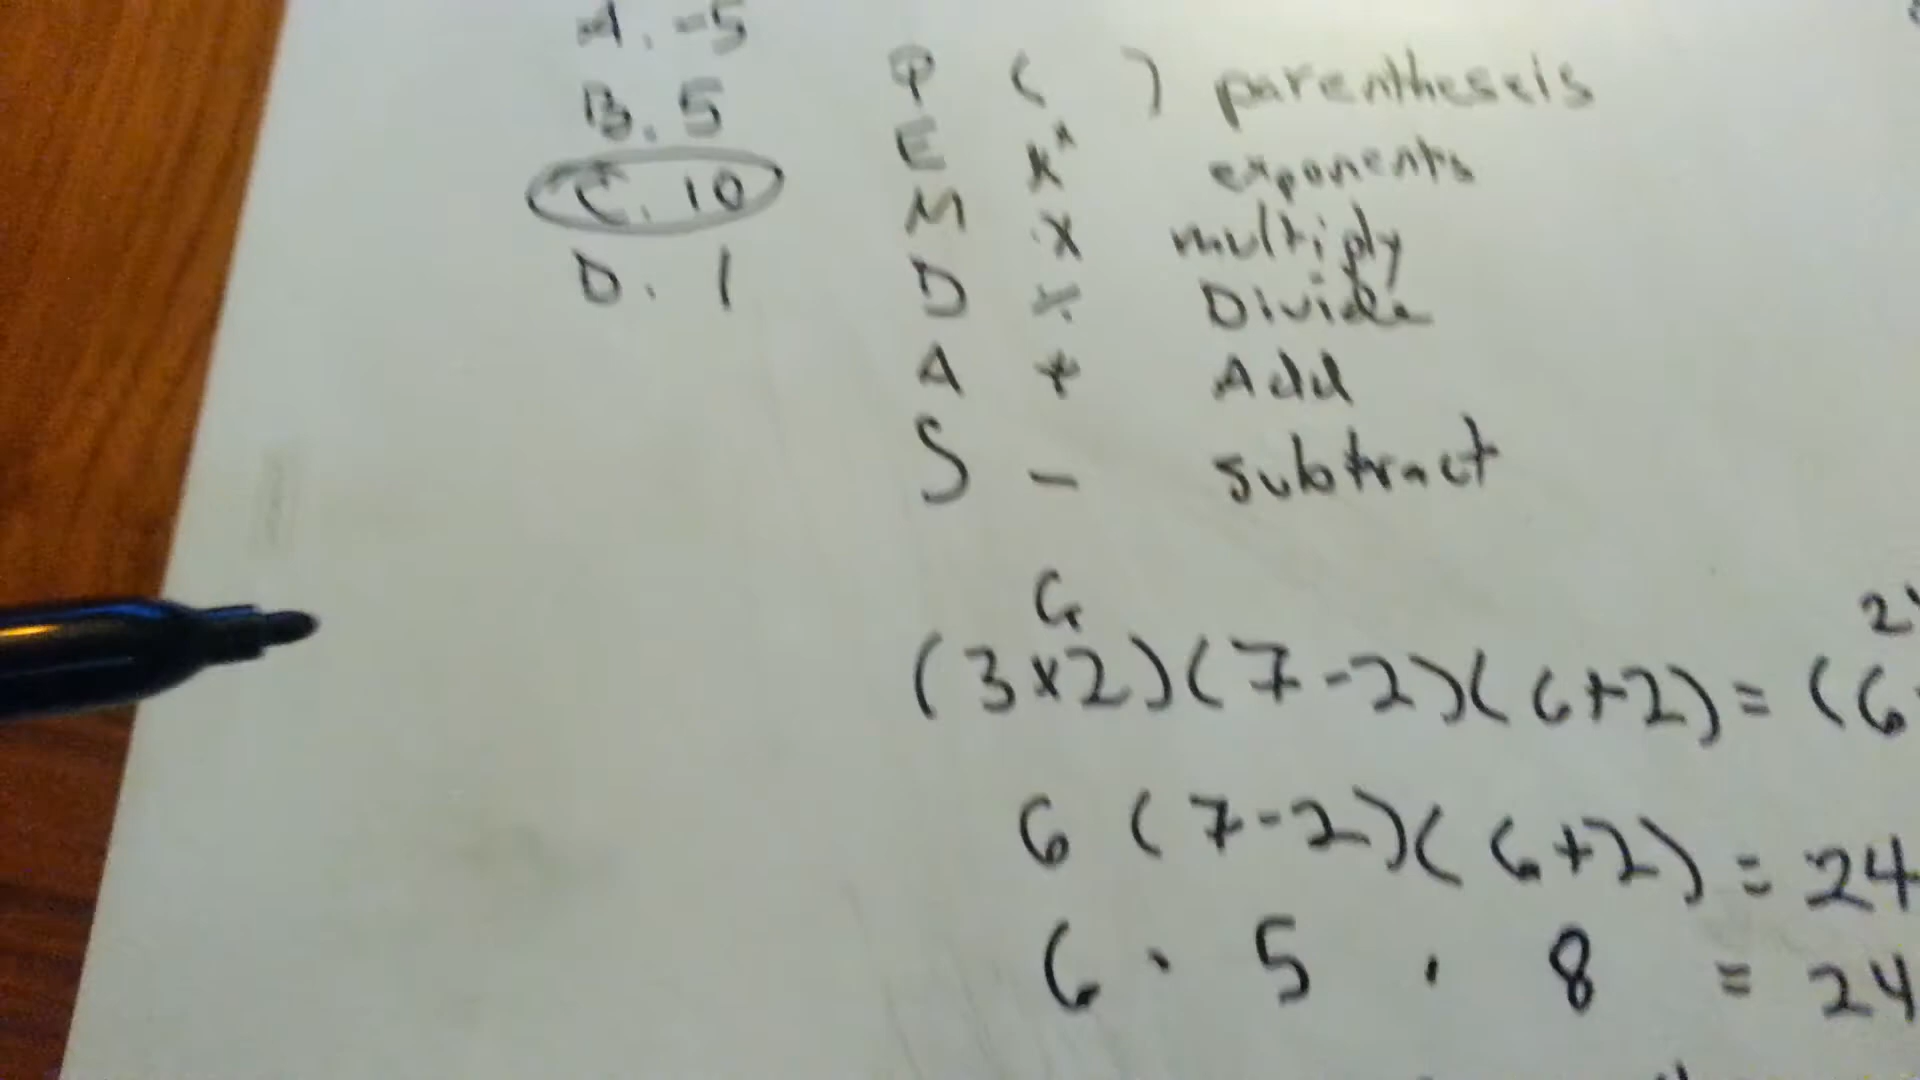 A. -5
B. 5
C. 10
D. 1
P ( ) parentheseis
E x^x exponents
M x multiply
D ÷ Divide
A + Add
S - subtract
6
(3x2)(7-2)(6+2)= (6
6 (7-2)(6+2) = 24
6 · 5 · 8 = 24